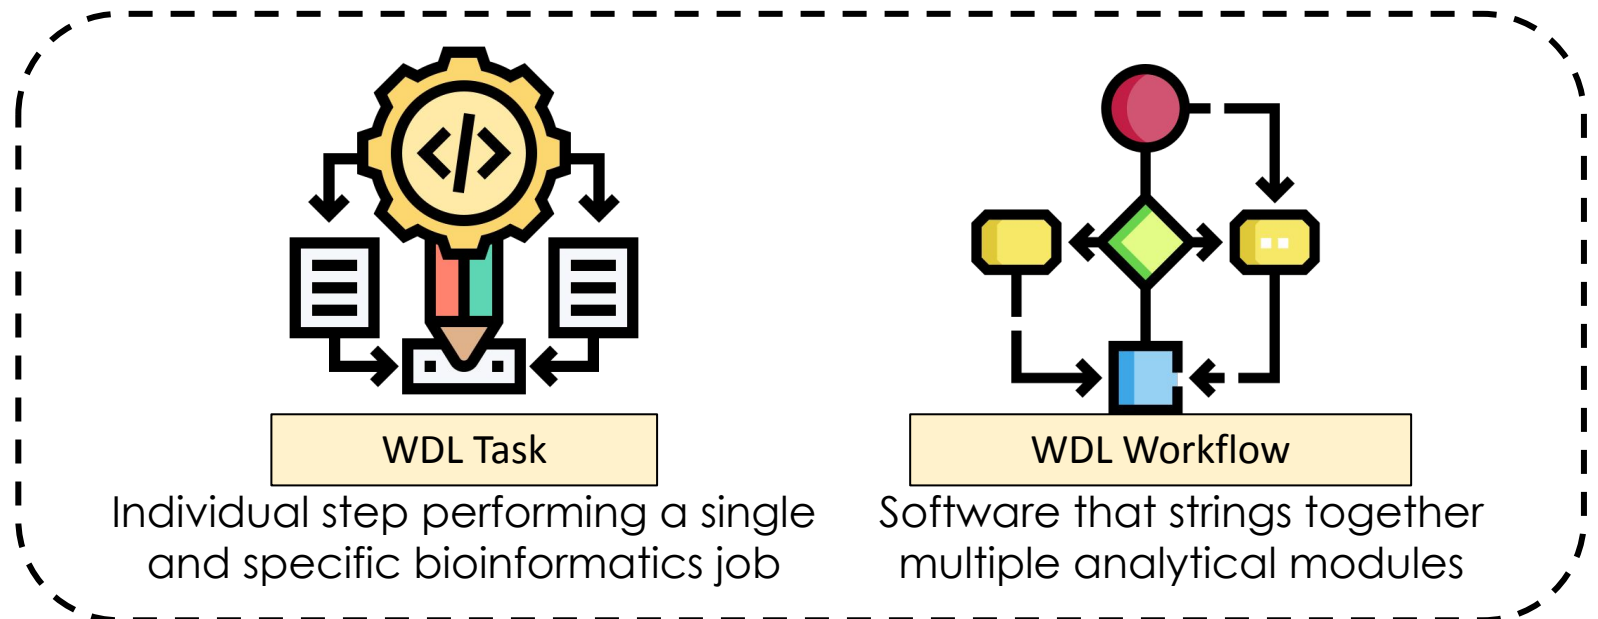 WDL Task
Individual step performing a single
and specific bioinformatics job
WDL Workflow
Software that strings together
multiple analytical modules